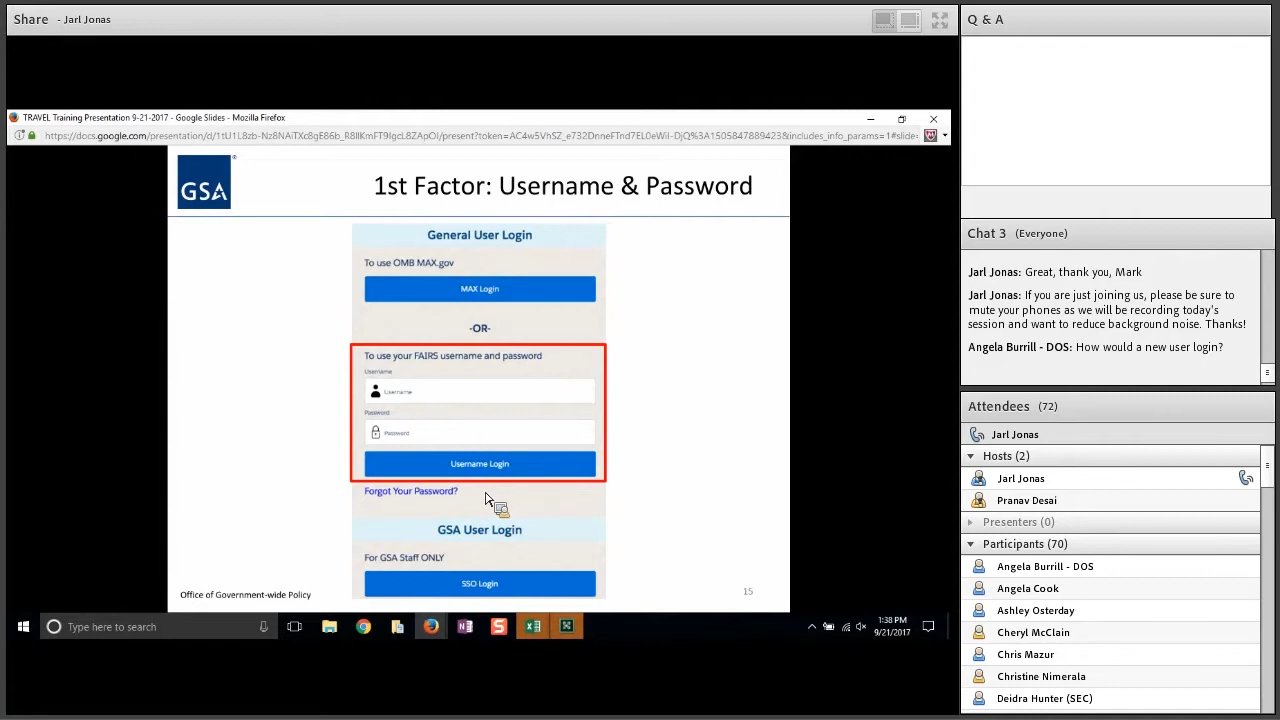 Share - Jarl Jonas
TRAVEL Training Presentation 9-21-2017 - Google Slides - Mozilla Firefox
GSA
1st Factor: Username & Password
General User Login
To use OMB MAX.gov
MAX Login
-OR-
To use your FAIRS username and password
Username
Username
Password
Password
Username Login
Forgot Your Password?
GSA User Login
For GSA Staff ONLY
SSO Login
Office of Government-wide Policy
15
Type here to search
1:38 PM
9/21/2017
Q & A
Chat 3 (Everyone)
Jarl Jonas: Great, thank you, Mark
Jarl Jonas: If you are just joining us, please be sure to
mute your phones as we will be recording today's
session and want to reduce background noise. Thanks!
Angela Burrill - DOS: How would a new user login?
Attendees (72)
Jarl Jonas
Hosts (2)
Jarl Jonas
Pranav Desai
Presenters (0)
Participants (70)
Angela Burrill - DOS
Angela Cook
Ashley Osterday
Cheryl McClain
Chris Mazur
Christine Nimerala
Deidra Hunter (SEC)